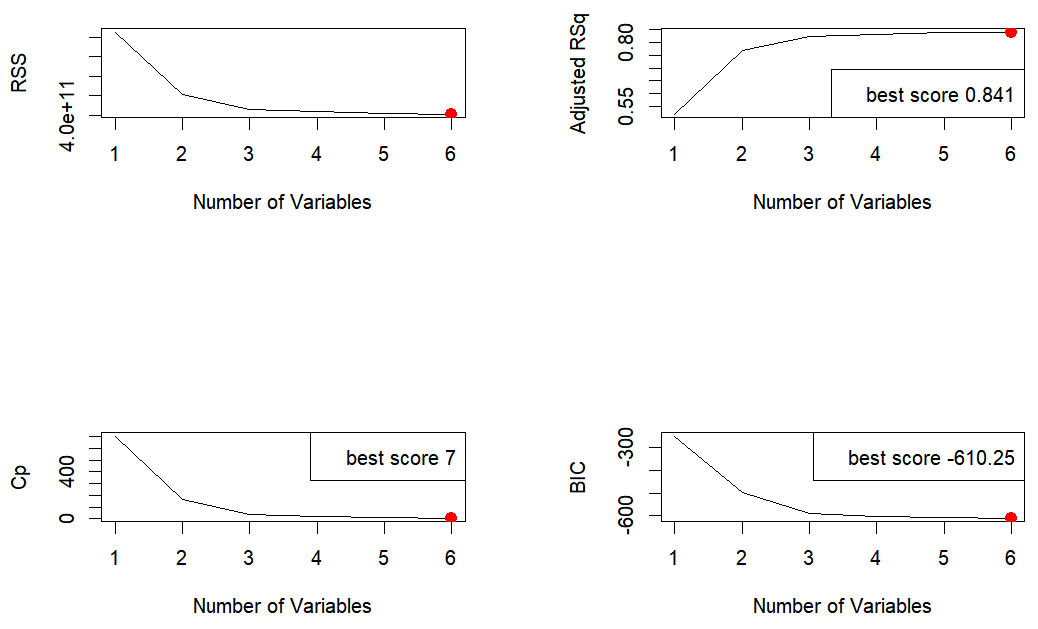 RSS
4.0e+11
1 2 3 4 5 6
Number of Variables
Adjusted RSq
0.55 0.80
best score 0.841
1 2 3 4 5 6
Number of Variables
Cp
0 400
best score 7
1 2 3 4 5 6
Number of Variables
BIC
-600 -300
best score -610.25
1 2 3 4 5 6
Number of Variables